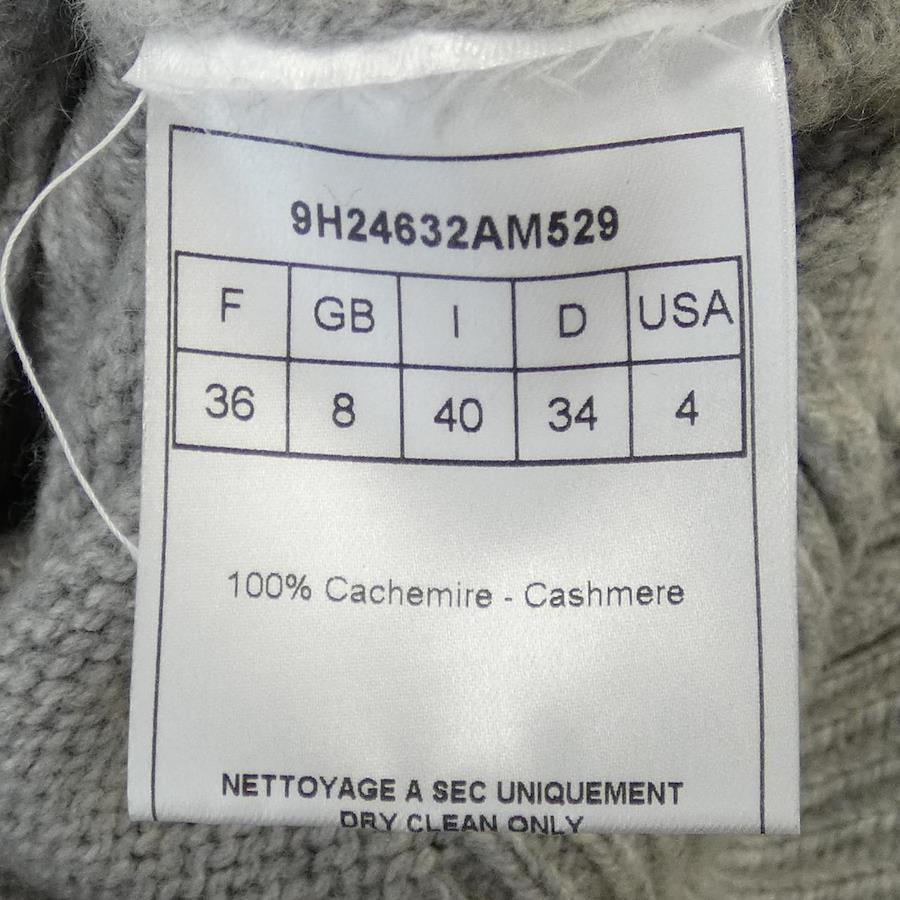 9H24632AM529
F GB I D USA
36 8 40 34 4
100% Cachemire - Cashmere
NETTOYAGE A SEC UNIQUEMENT
DRY CLEAN ONLY